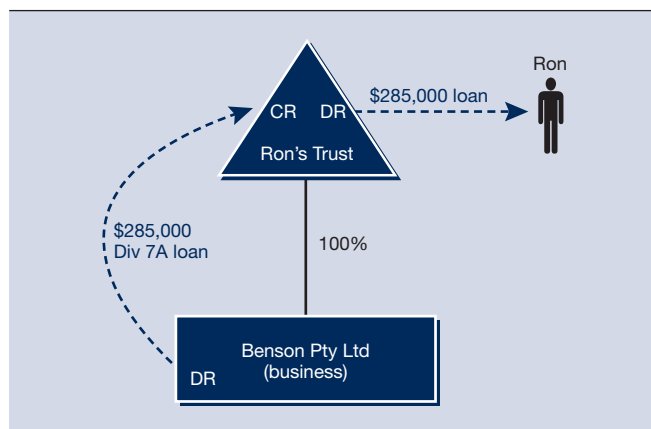 Ron
$285,000 loan
CR DR
Ron's Trust
$285,000
Div 7A loan
100%
Benson Pty Ltd
(business)
DR